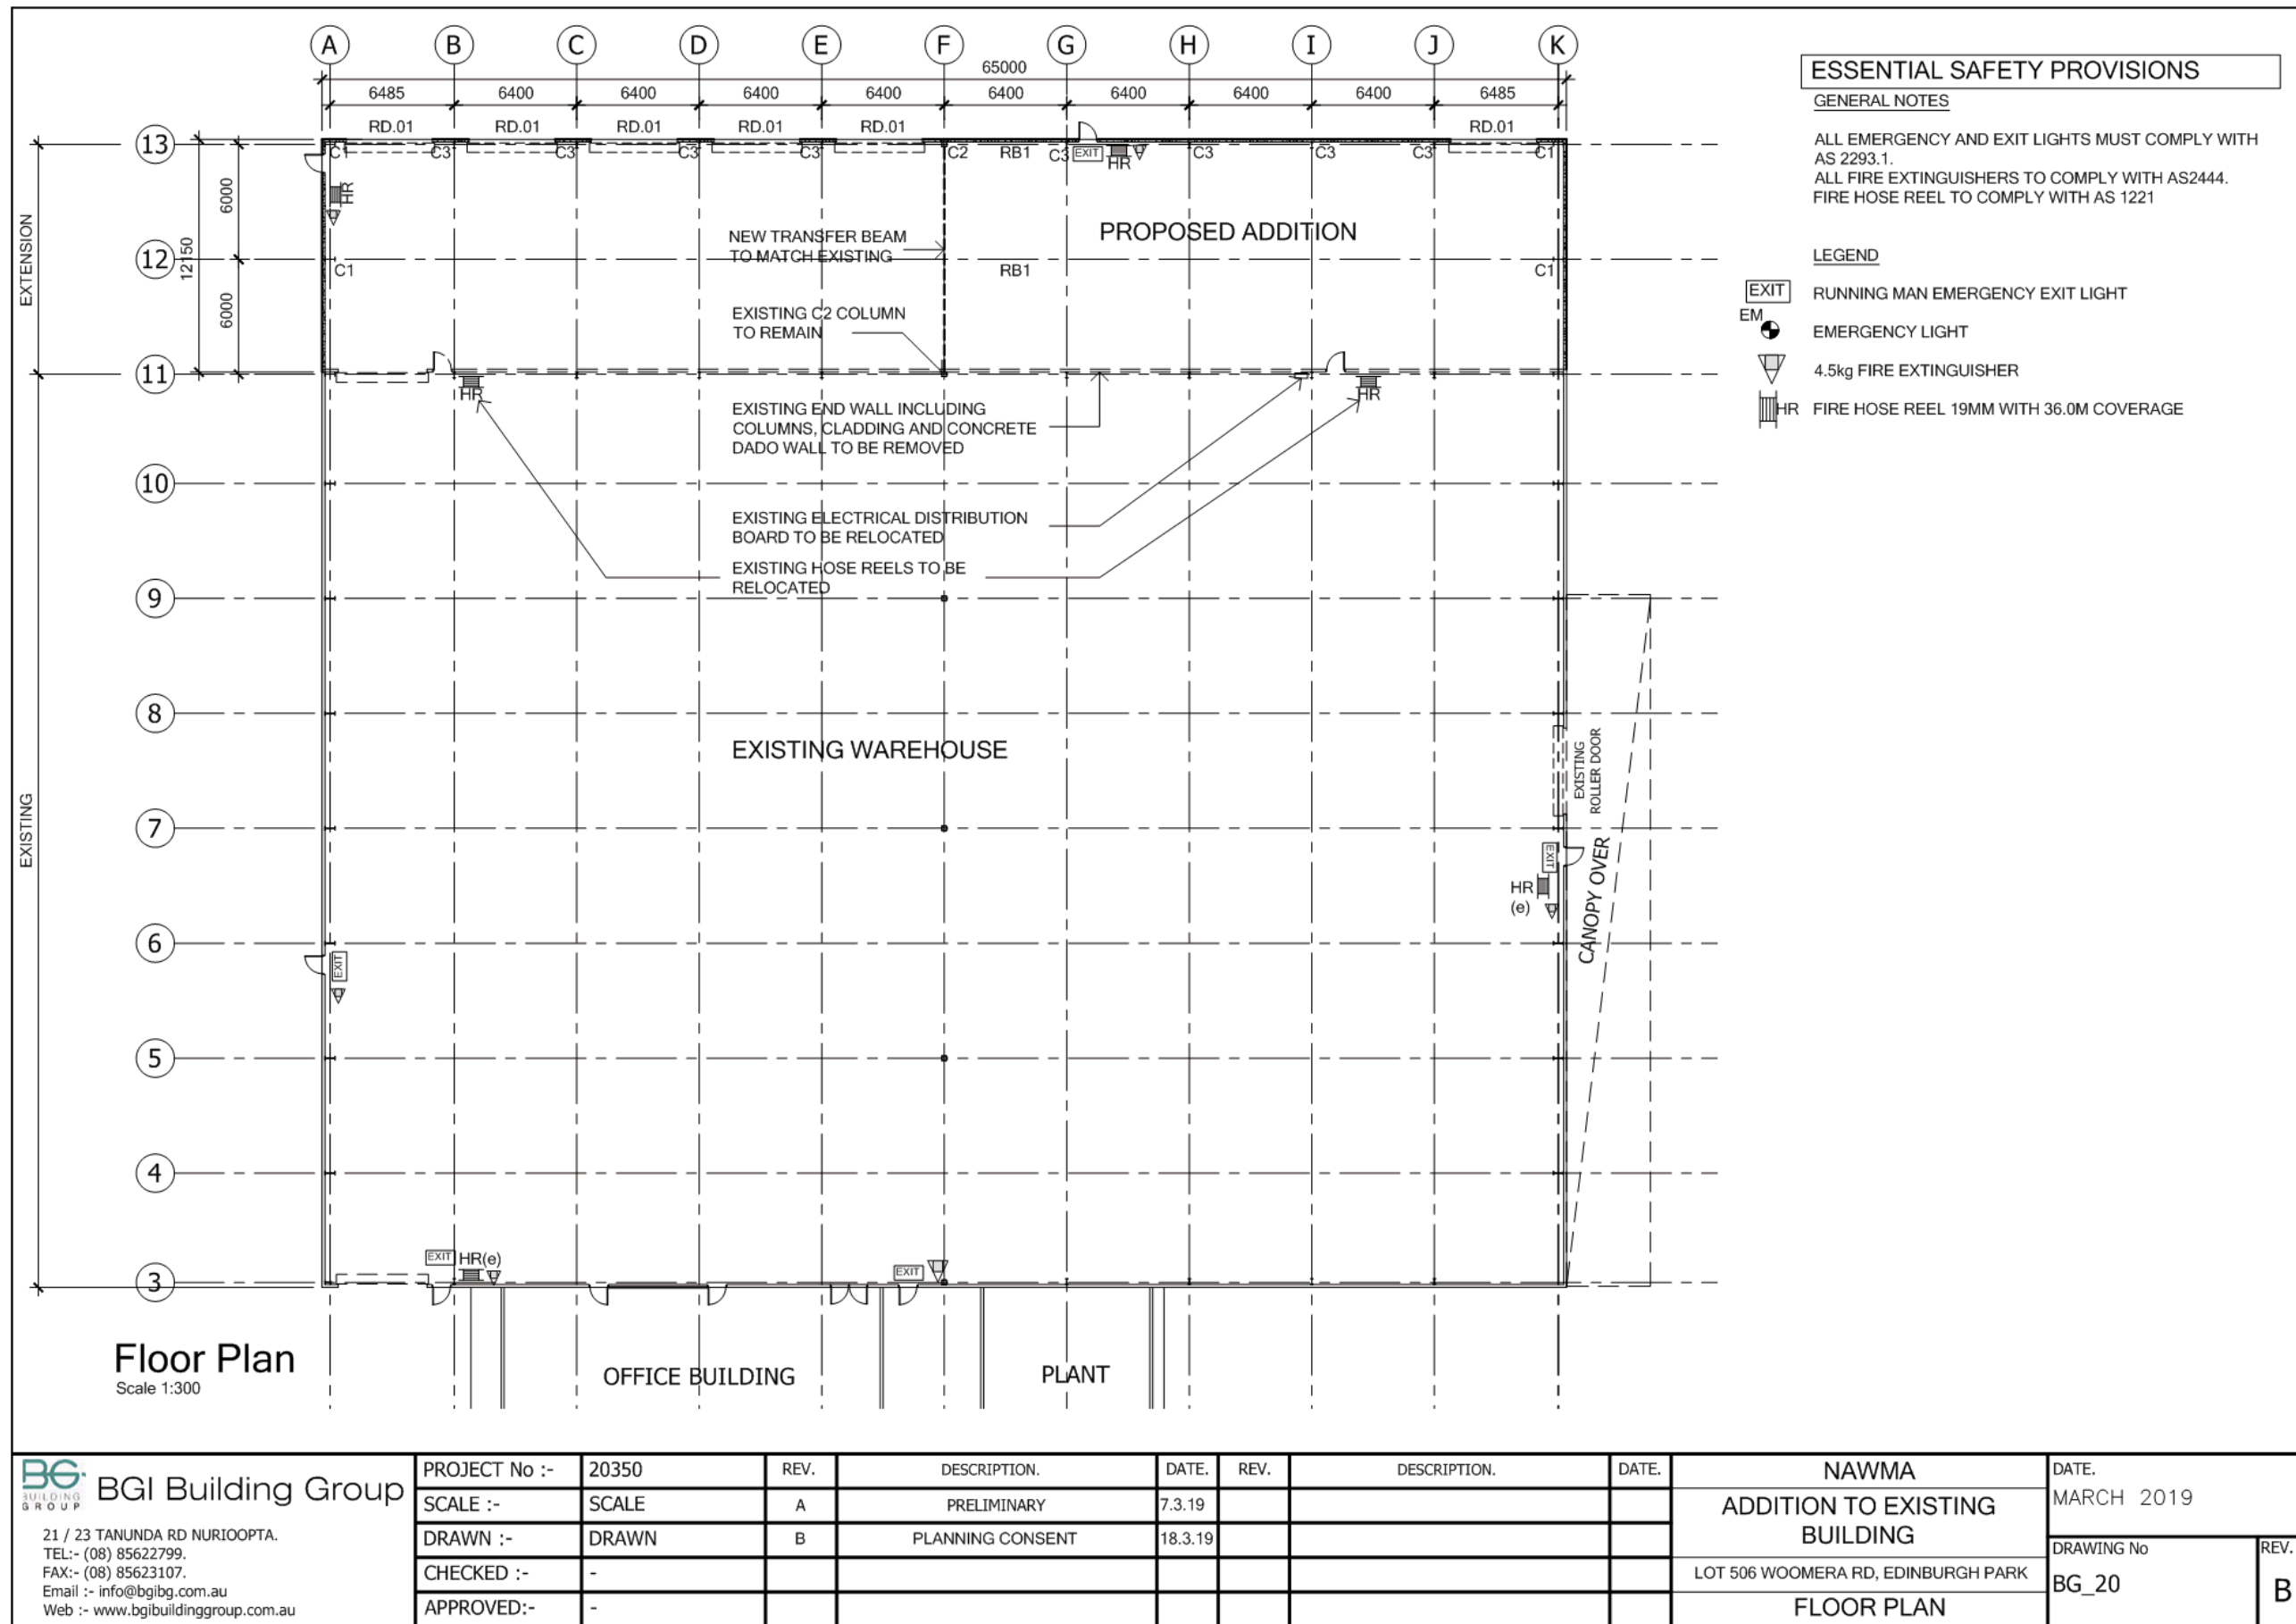 A B C D E F G H I J K
65000
6485 6400 6400 6400 6400 6400 6400 6400 6400 6485
RD.01 RD.01 RD.01 RD.01 RD.01 RD.01
13
C1 C3 C3 C3 C3 C2 RB1 C3 EXIT HR C3 C3 C3 C1
HR
6000
12150
6000
EXTENSION
12
C1 RB1 C1
NEW TRANSFER BEAM
TO MATCH EXISTING
PROPOSED ADDITION
EXISTING C2 COLUMN
TO REMAIN
11
HR HR
EXISTING END WALL INCLUDING
COLUMNS, CLADDING AND CONCRETE
DADO WALL TO BE REMOVED
10
EXISTING ELECTRICAL DISTRIBUTION
BOARD TO BE RELOCATED
EXISTING HOSE REELS TO BE
RELOCATED
9
8
EXISTING WAREHOUSE
EXISTING
ROLLER DOOR
EXISTING
7
CANOPY OVER
EXIT
HR
(e)
6
EXIT
5
4
EXIT HR(e)
EXIT
3
OFFICE BUILDING
PLANT
Floor Plan
Scale 1:300
ESSENTIAL SAFETY PROVISIONS
GENERAL NOTES
ALL EMERGENCY AND EXIT LIGHTS MUST COMPLY WITH
AS 2293.1.
ALL FIRE EXTINGUISHERS TO COMPLY WITH AS2444.
FIRE HOSE REEL TO COMPLY WITH AS 1221
LEGEND
EXIT RUNNING MAN EMERGENCY EXIT LIGHT
EM EMERGENCY LIGHT
4.5kg FIRE EXTINGUISHER
HR FIRE HOSE REEL 19MM WITH 36.0M COVERAGE
BG
BUILDING
GROUP
BGI Building Group
21 / 23 TANUNDA RD NURIOOPTA.
TEL:- (08) 85622799.
FAX:- (08) 85623107.
Email :- info@bgibg.com.au
Web :- www.bgibuildinggroup.com.au
PROJECT No :- 20350 REV. DESCRIPTION. DATE. REV. DESCRIPTION. DATE.
SCALE :- SCALE A PRELIMINARY 7.3.19
DRAWN :- DRAWN B PLANNING CONSENT 18.3.19
CHECKED :- -
APPROVED:- -
NAWMA
ADDITION TO EXISTING
BUILDING
LOT 506 WOOMERA RD, EDINBURGH PARK
FLOOR PLAN
DATE.
MARCH 2019
DRAWING No
BG_20
REV.
B